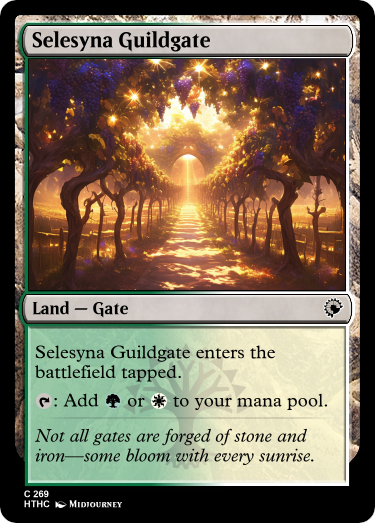 Selesyna Guildgate
Land — Gate
Selesyna Guildgate enters the
battlefield tapped.
: Add or to your mana pool.
Not all gates are forged of stone and
iron—some bloom with every sunrise.
C 269
HTHC Midjourney